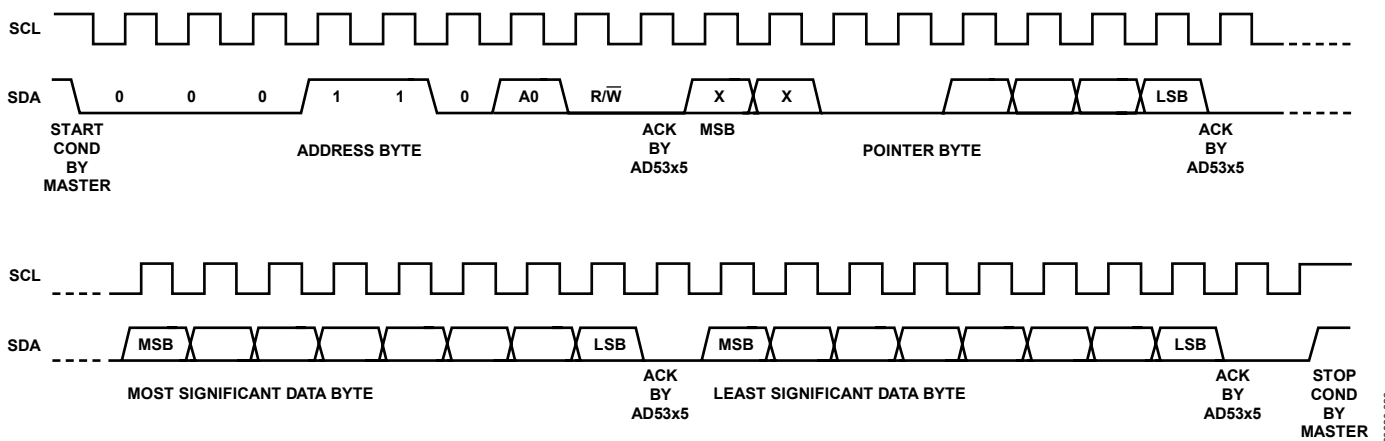 SCL
SDA
0 0 0 1 1 0 A0 R/W̅ X X LSB
START
COND
BY
MASTER
ADDRESS BYTE
ACK
BY
AD53x5
MSB
POINTER BYTE
ACK
BY
AD53x5
SCL
SDA
MSB LSB MSB LSB
MOST SIGNIFICANT DATA BYTE
ACK
BY
AD53x5
LEAST SIGNIFICANT DATA BYTE
ACK
BY
AD53x5
STOP
COND
BY
MASTER